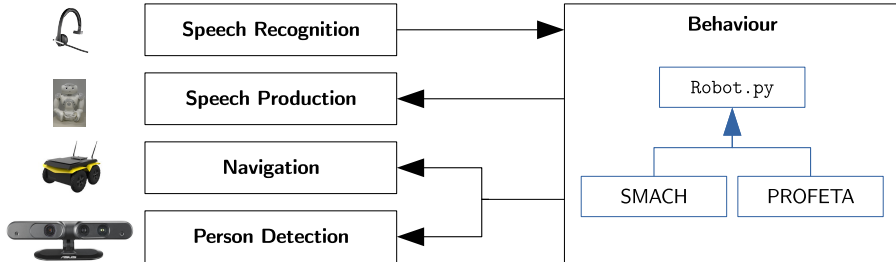 Speech Recognition
Speech Production
Navigation
Person Detection
Behaviour
Robot.py
SMACH
PROFETA